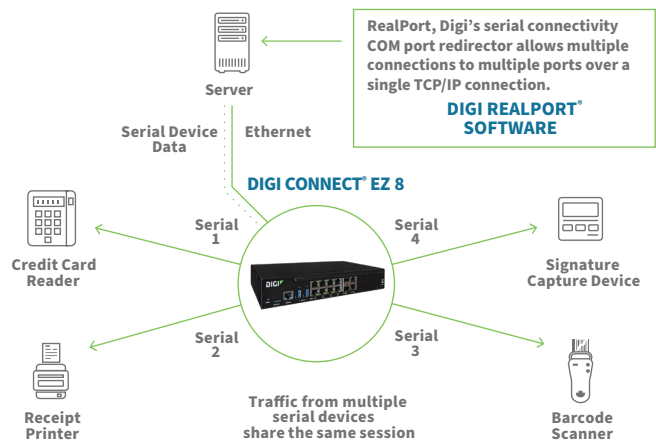 RealPort, Digi’s serial connectivity
COM port redirector allows multiple
connections to multiple ports over a
single TCP/IP connection.
DIGI REALPORT®
SOFTWARE
Server
Serial Device
Data
Ethernet
DIGI CONNECT® EZ 8
Serial
1
Serial
4
Credit Card
Reader
Signature
Capture Device
DIGI
Serial
2
Serial
3
Receipt
Printer
Traffic from multiple
serial devices
share the same session
Barcode
Scanner